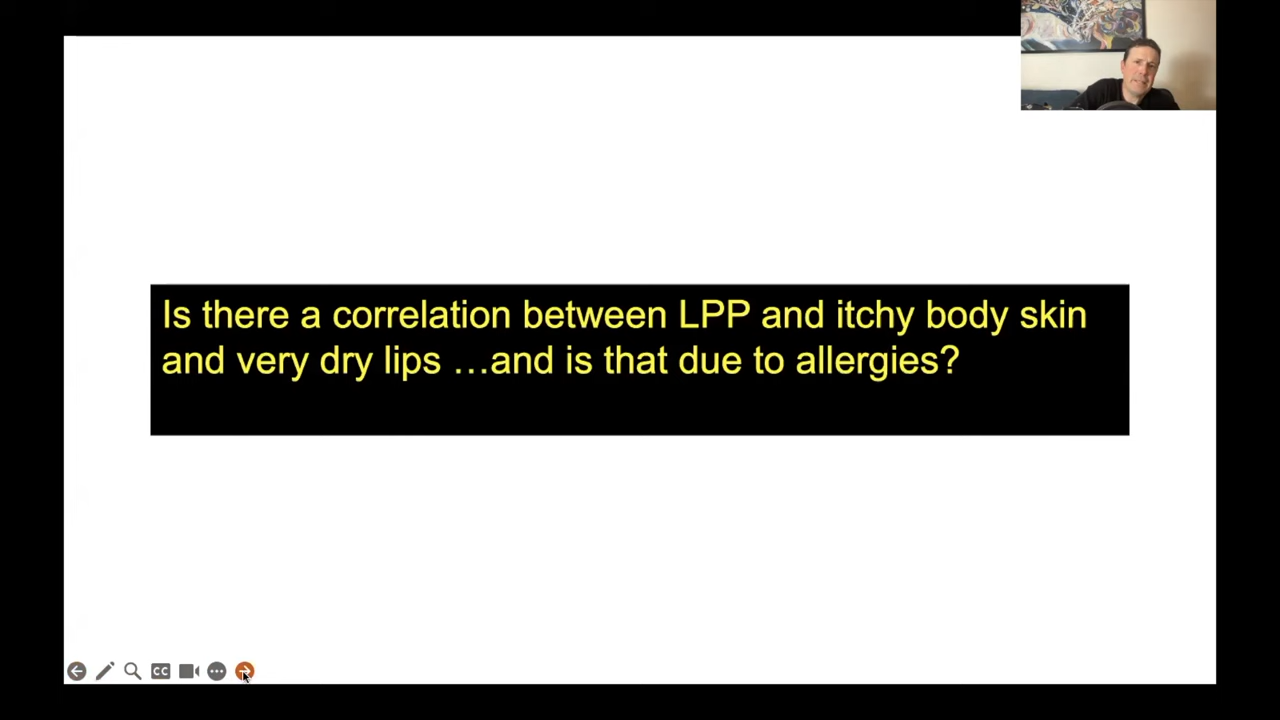 Is there a correlation between LPP and itchy body skin
and very dry lips …and is that due to allergies?
CC